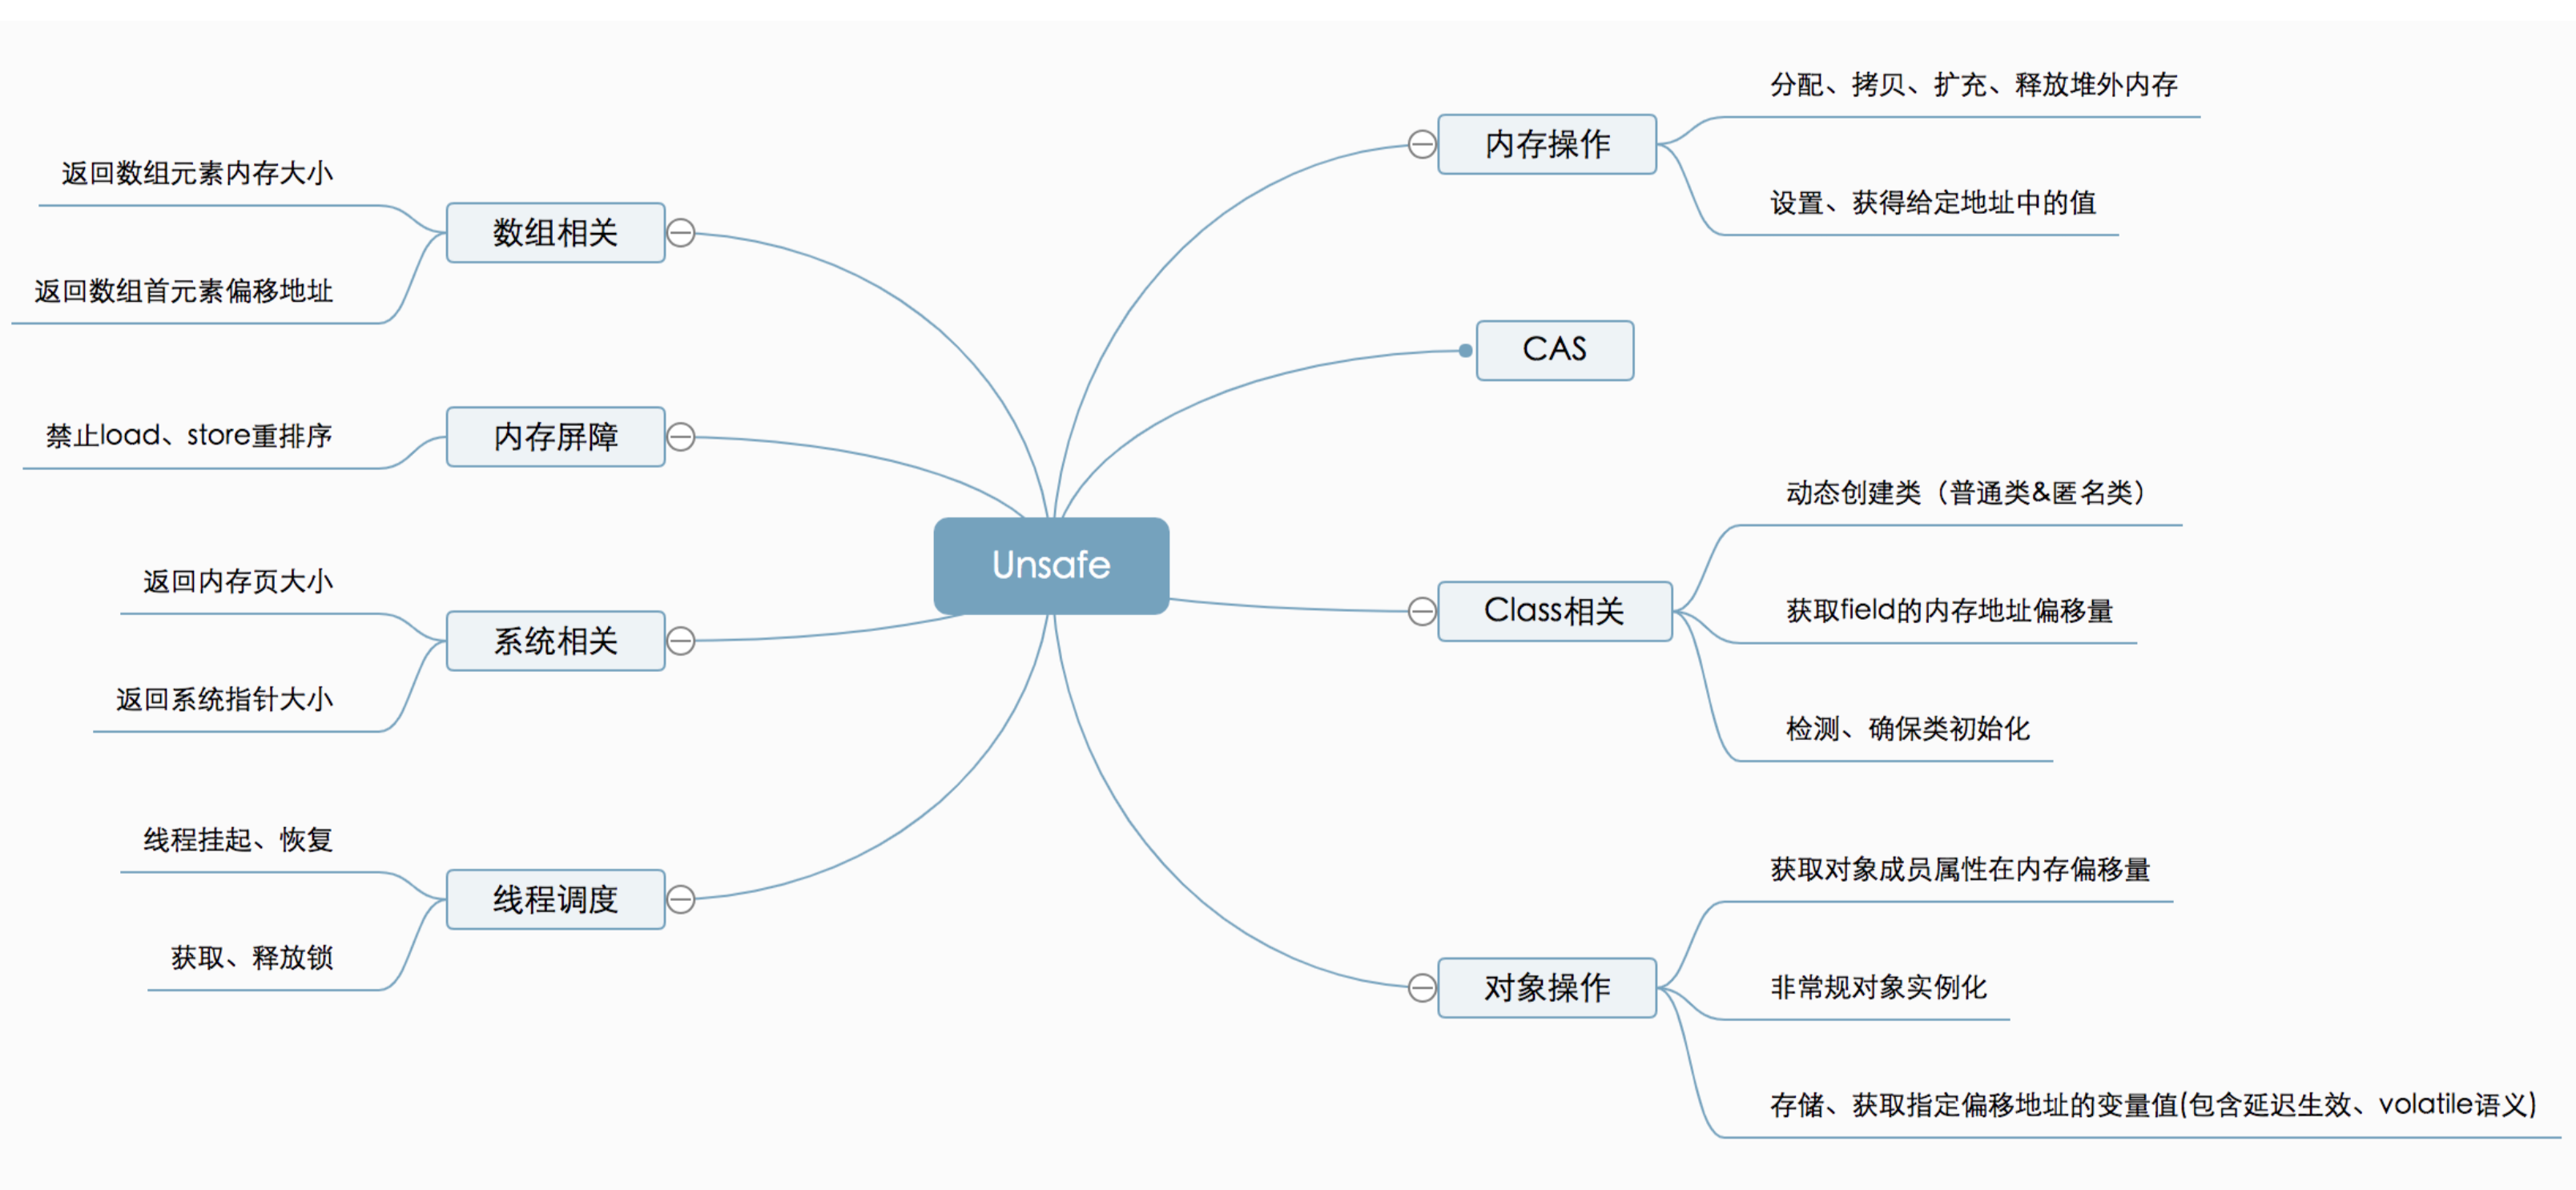 Unsafe
内存操作
分配、拷贝、扩充、释放堆外内存
设置、获得给定地址中的值
CAS
Class相关
动态创建类（普通类&匿名类）
获取field的内存地址偏移量
检测、确保类初始化
对象操作
获取对象成员属性在内存偏移量
非常规对象实例化
存储、获取指定偏移地址的变量值(包含延迟生效、volatile语义)
数组相关
返回数组元素内存大小
返回数组首元素偏移地址
内存屏障
禁止load、store重排序
系统相关
返回内存页大小
返回系统指针大小
线程调度
线程挂起、恢复
获取、释放锁